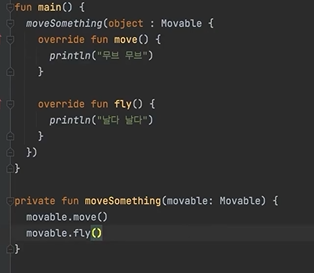 fun main() {
moveSomething(object : Movable {
override fun move() {
println("무브 무브")
}
override fun fly() {
println("날다 날다")
}
})
}
private fun moveSomething(movable: Movable) {
movable.move()
movable.fly()
}